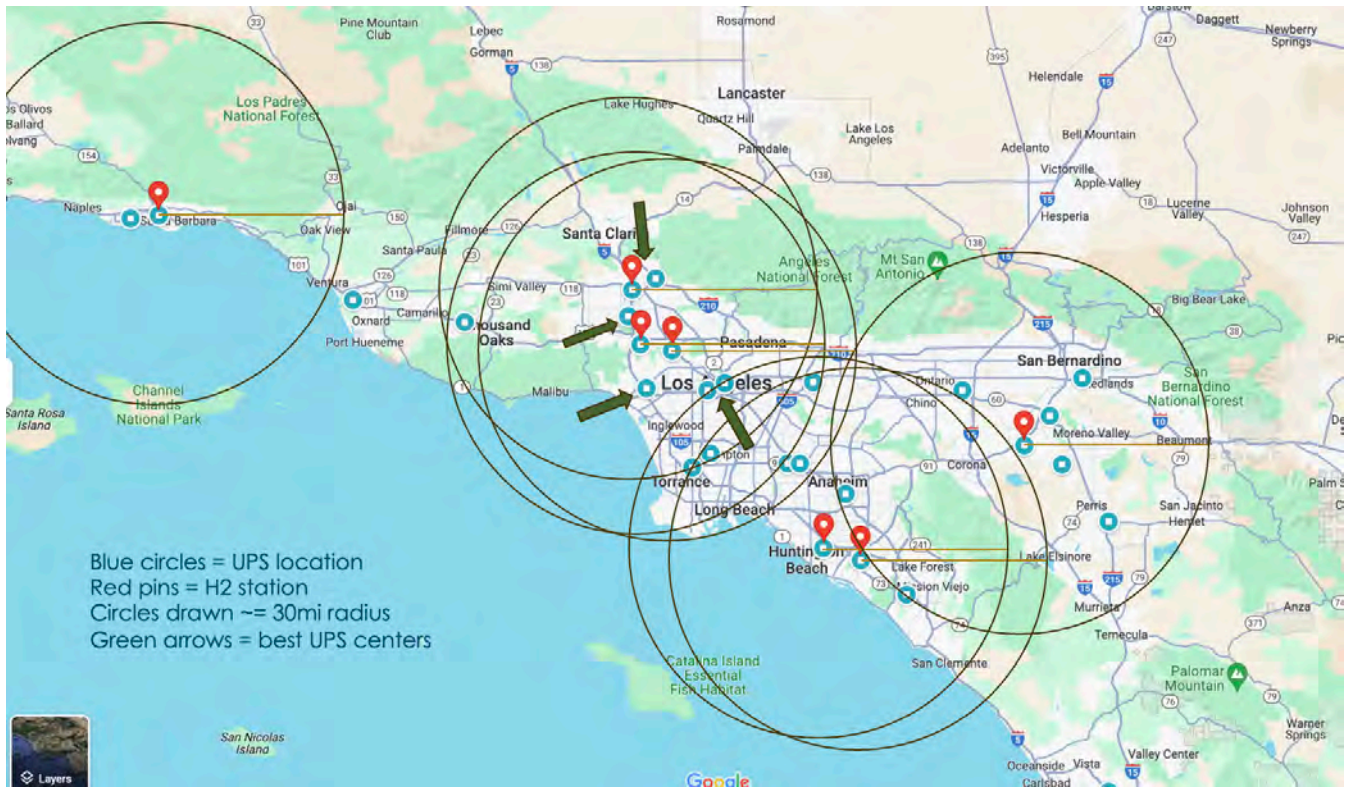 Pine Mountain
Club
Lebec
Gorman
Rosamond
Barstow
Daggett
Newberry
Springs
Helendale
Los Padres
National Forest
Lake Hughes
Lancaster
Quartz Hill
Palmdale
Lake Los
Angeles
Adelanto
Bell Mountain
Victorville
Apple Valley
Hesperia
Lucerne
Valley
Johnson
Valley
os Olivos
Ballard
olvang
Naples
Santa Barbara
Ojai
Oak View
Fillmore
Santa Paula
Santa Clari
Simi Valley
Ventura
Oxnard
Camarillo
Port Hueneme
Thousand
Oaks
Angeles
National Forest
Mt San
Antonio
Big Bear Lake
Pasadena
Malibu
Los Angeles
Inglewood
Ontario
Chino
San Bernardino
Redlands
San
Bernardino
National Forest
Moreno Valley
Beaumont
Corona
Channel
Islands
National Park
Santa Rosa
Island
Torrance
Compton
Long Beach
Anaheim
Huntington
Beach
Lake Forest
Mission Viejo
Perris
San Jacinto
Hemet
Lake Elsinore
Murrieta
Temecula
Anza
Palm S
San Clemente
Palomar
Mountain
Warner
Springs
Valley Center
Oceanside
Vista
Carlsbad
Catalina Island
Essential
Fish Habitat
San Nicolas
Island
Blue circles = UPS location
Red pins = H2 station
Circles drawn ~= 30mi radius
Green arrows = best UPS centers
Layers
Google